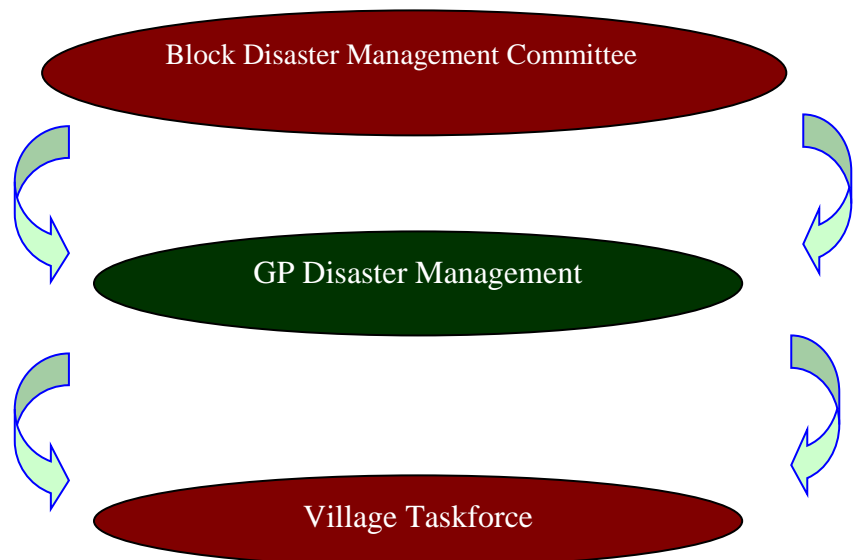 Block Disaster Management Committee
GP Disaster Management
Village Taskforce